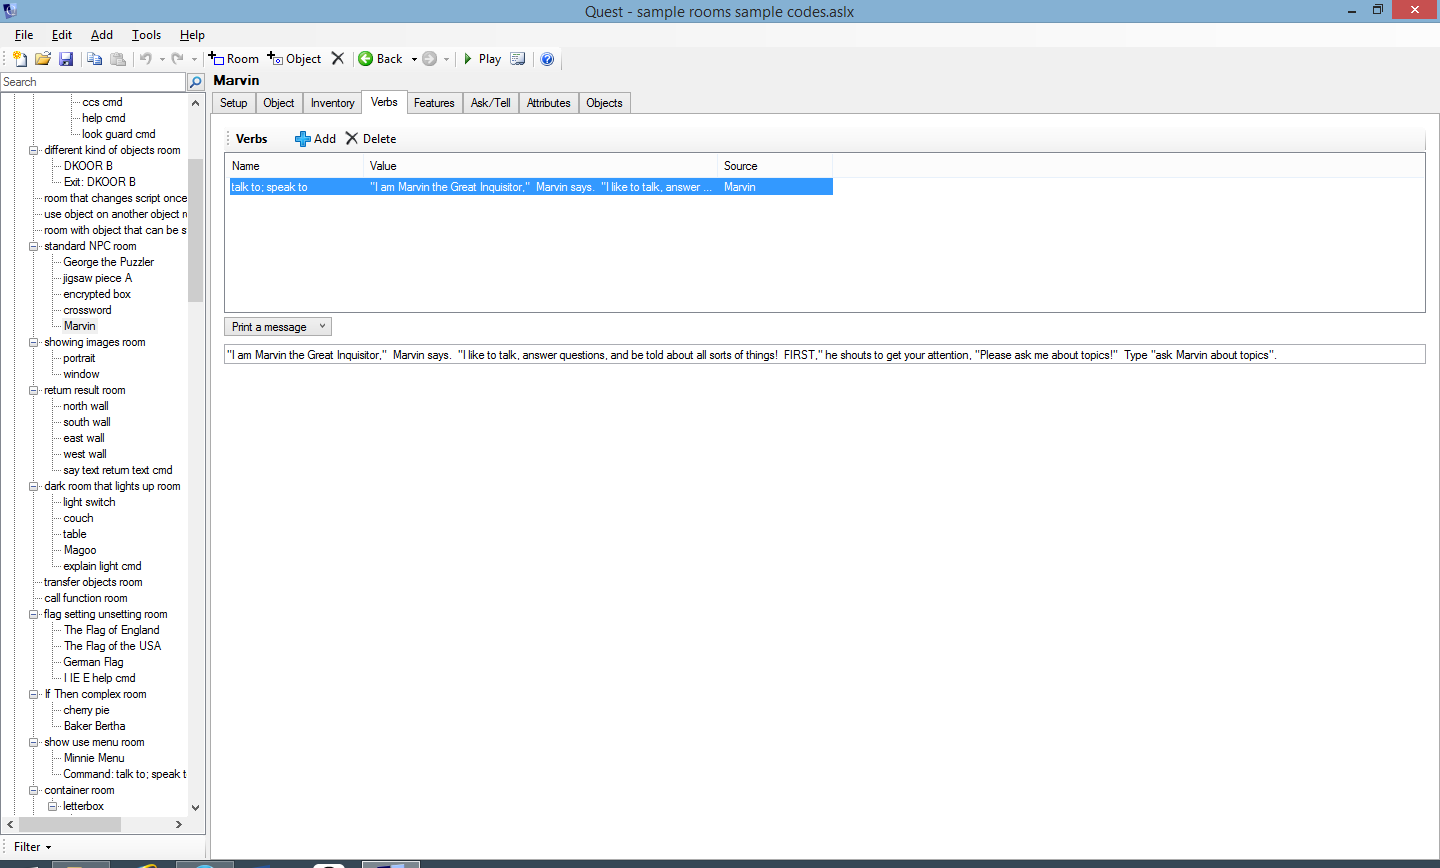 Quest - sample rooms sample codes.aslx
File Edit Add Tools Help
Room Object Back Play
Search
ccs cmd
help cmd
look guard cmd
different kind of objects room
DKOOR B
Exit: DKOOR B
room that changes script once
use object on another object r
room with object that can be s
standard NPC room
George the Puzzler
jigsaw piece A
encrypted box
crossword
Marvin
showing images room
portrait
window
return result room
north wall
south wall
east wall
west wall
say text return text cmd
dark room that lights up room
light switch
couch
table
Magoo
explain light cmd
transfer objects room
call function room
flag setting unsetting room
The Flag of England
The Flag of the USA
German Flag
I IE E help cmd
If Then complex room
cherry pie
Baker Bertha
show use menu room
Minnie Menu
Command: talk to; speak t
container room
letterbox
Filter
Marvin
Setup Object Inventory Verbs Features Ask/Tell Attributes Objects
Verbs Add Delete
Name Value Source
talk to; speak to "I am Marvin the Great Inquisitor,"  Marvin says.  "I like to talk, answer ... Marvin
Print a message
"I am Marvin the Great Inquisitor,"  Marvin says.  "I like to talk, answer questions, and be told about all sorts of things!  FIRST," he shouts to get your attention, "Please ask me about topics!"  Type "ask Marvin about topics".